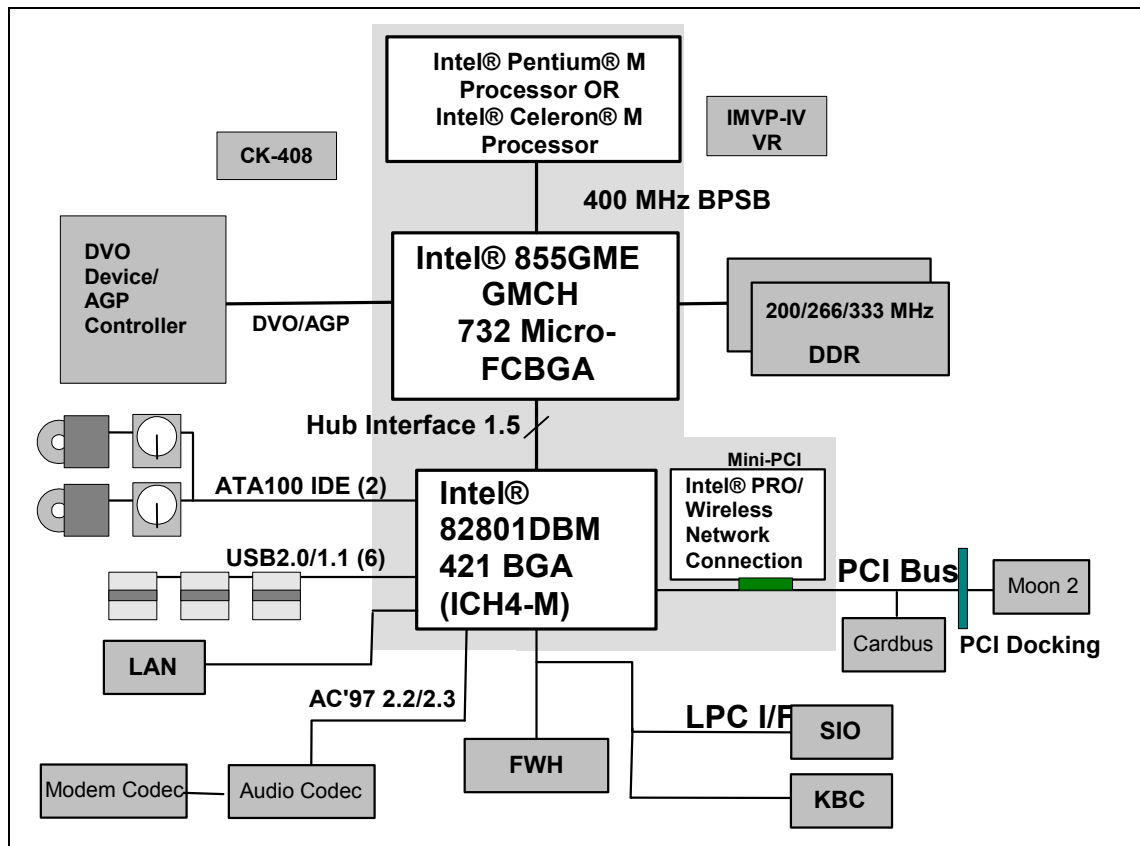 Intel® Pentium® M
Processor OR
Intel® Celeron® M
Processor
IMVP-IV
VR
CK-408
400 MHz BPSB
DVO
Device/
AGP
Controller
DVO/AGP
Intel® 855GME
GMCH
732 Micro-
FCBGA
200/266/333 MHz
DDR
Hub Interface 1.5
ATA100 IDE (2)
Intel®
82801DBM
421 BGA
(ICH4-M)
Mini-PCI
Intel® PRO/
Wireless
Network
Connection
USB2.0/1.1 (6)
PCI Bus
Moon 2
Cardbus
PCI Docking
LAN
AC'97 2.2/2.3
LPC I/F
SIO
FWH
Modem Codec
Audio Codec
KBC